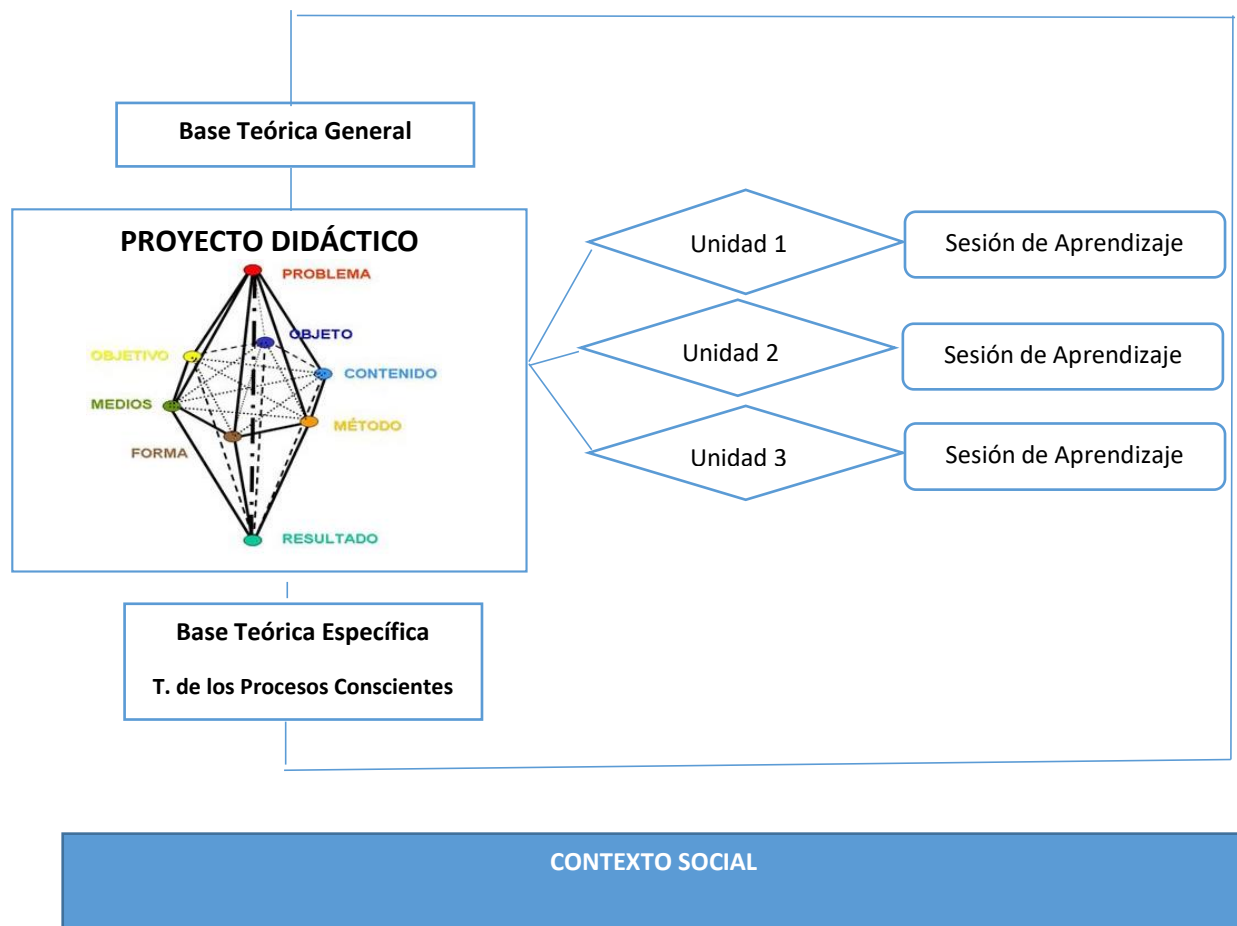 Base Teórica General
PROYECTO DIDÁCTICO
PROBLEMA
OBJETO
OBJETIVO
CONTENIDO
MEDIOS
MÉTODO
FORMA
RESULTADO
Unidad 1
Sesión de Aprendizaje
Unidad 2
Sesión de Aprendizaje
Unidad 3
Sesión de Aprendizaje
Base Teórica Específica
T. de los Procesos Conscientes
CONTEXTO SOCIAL